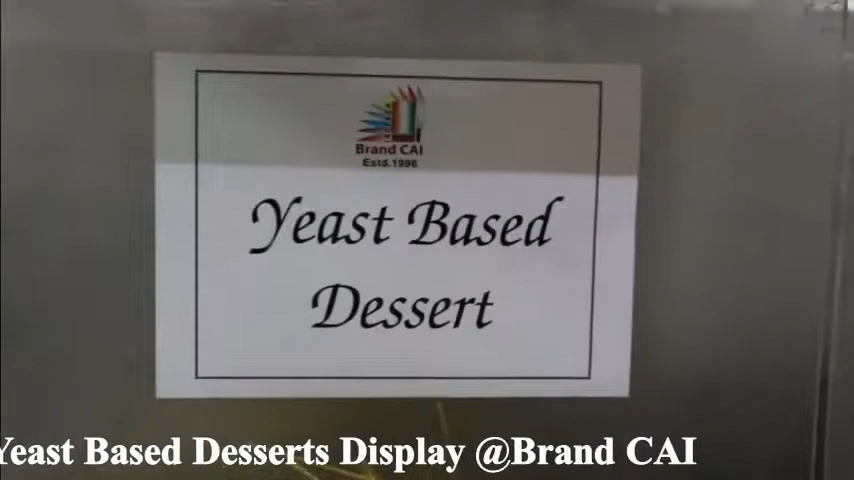 Brand CAI
Estd.1996
Yeast Based
Dessert
Yeast Based Desserts Display @Brand CAI